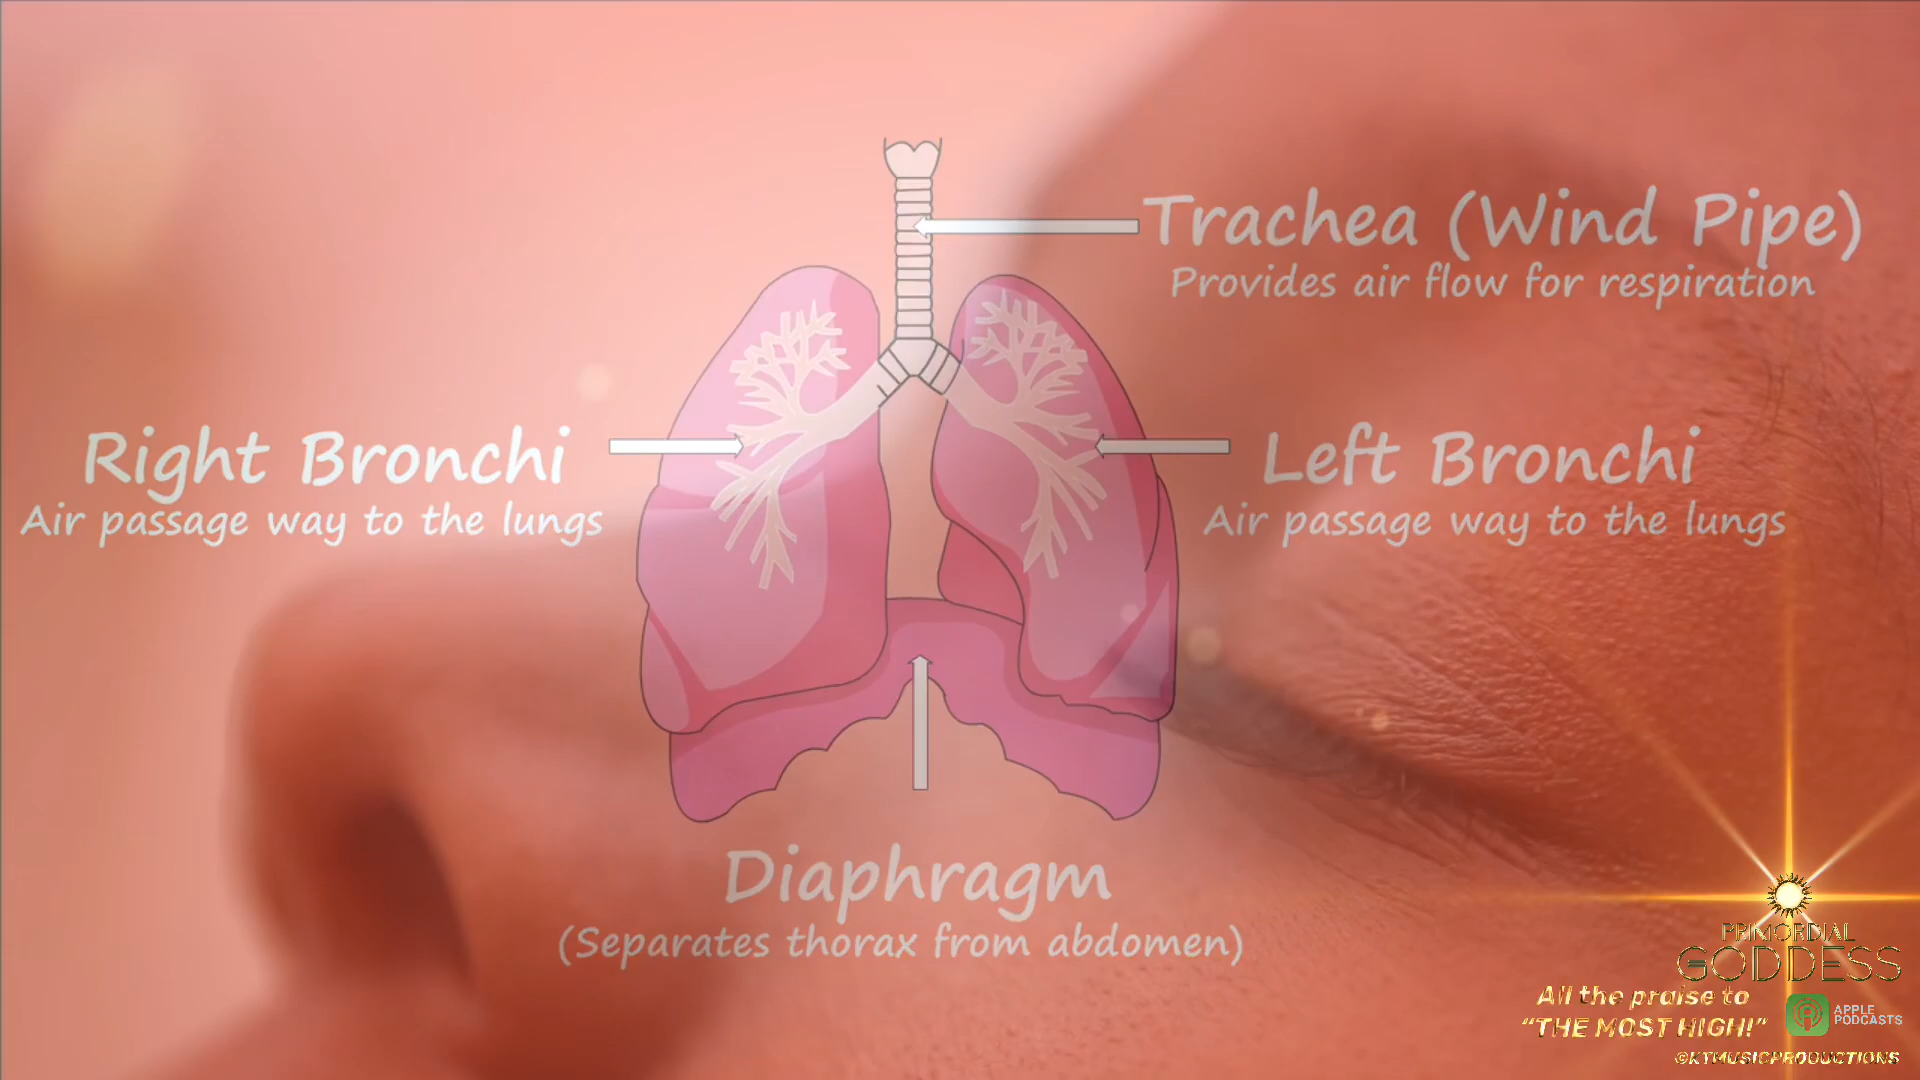 Trachea (Wind Pipe)
Provides air flow for respiration
Right Bronchi
Air passage way to the lungs
Left Bronchi
Air passage way to the lungs
Diaphragm
(Separates thorax from abdomen)
PRIMORDIAL
GODDESS
All the praise to
“THE MOST HIGH!”
APPLE
PODCASTS
©KTMUSICPRODUCTIONS